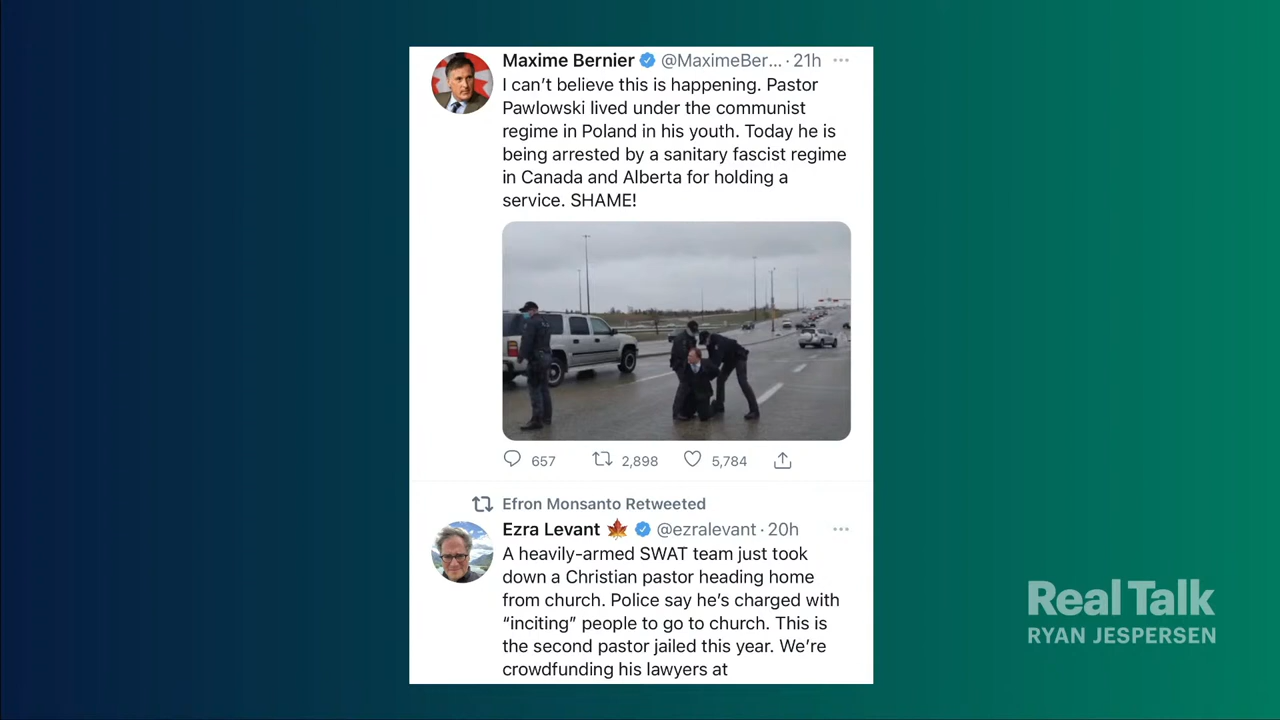 Maxime Bernier @MaximeBer... · 21h
I can’t believe this is happening. Pastor
Pawlowski lived under the communist
regime in Poland in his youth. Today he is
being arrested by a sanitary fascist regime
in Canada and Alberta for holding a
service. SHAME!
657 2,898 5,784
Efron Monsanto Retweeted
Ezra Levant 🍁 @ezralevant · 20h
A heavily-armed SWAT team just took
down a Christian pastor heading home
from church. Police say he’s charged with
“inciting” people to go to church. This is
the second pastor jailed this year. We’re
crowdfunding his lawyers at
Real Talk
RYAN JESPERSEN